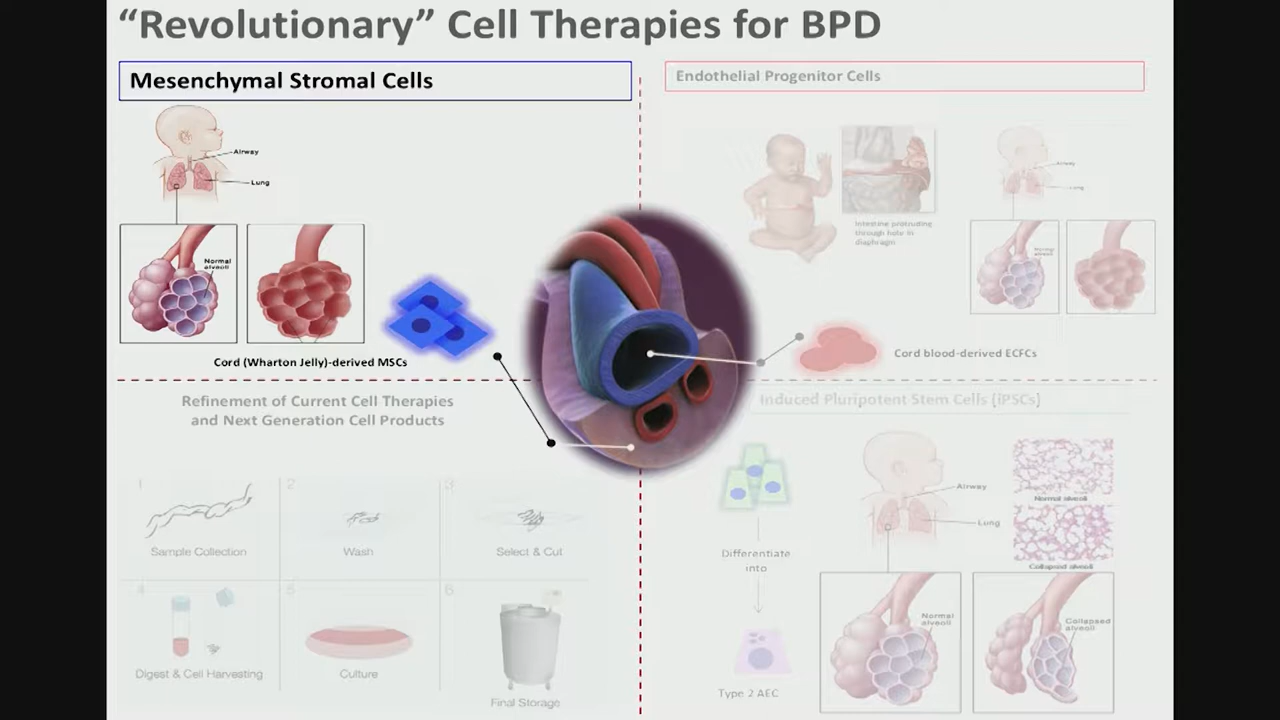 “Revolutionary” Cell Therapies for BPD
Mesenchymal Stromal Cells
Airway
Lung
Normal
alveoli
Cord (Wharton Jelly)-derived MSCs
Endothelial Progenitor Cells
Intestine protruding
through hole in
diaphragm
Airway
Lung
Normal
alveoli
Cord blood-derived ECFCs
Refinement of Current Cell Therapies
and Next Generation Cell Products
1
2
3
Sample Collection
Wash
Select & Cut
4
5
6
Digest & Cell Harvesting
Culture
Final Storage
Induced Pluripotent Stem Cells (iPSCs)
Differentiate
into
Type 2 AEC
Airway
Lung
Normal alveoli
Collapsed alveoli
Normal
alveoli
Collapsed
alveoli